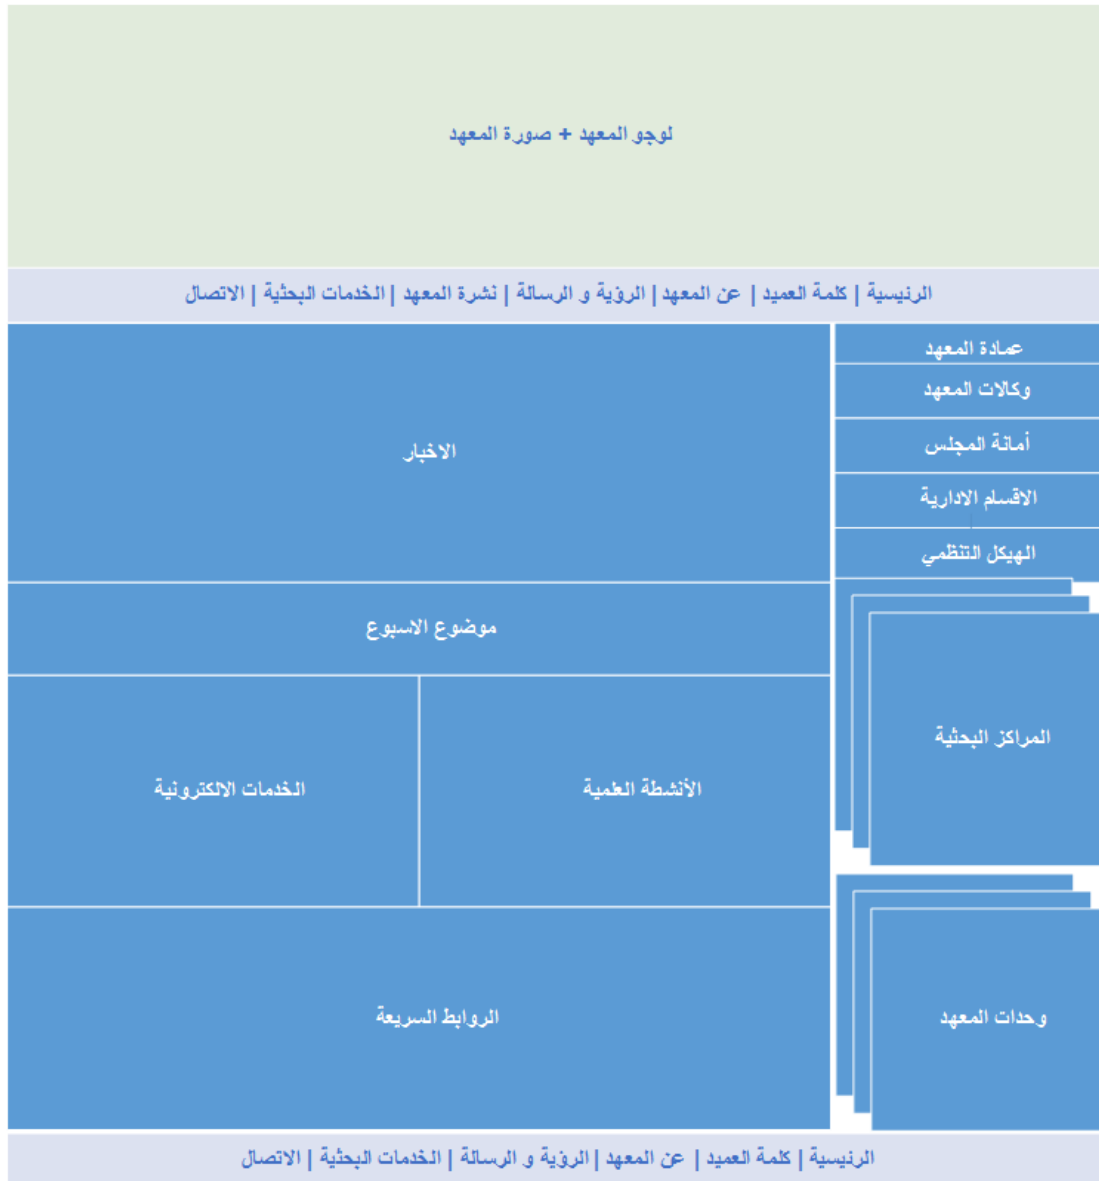 لوجو المعهد + صورة المعهد
الرئيسية | كلمة العميد | عن المعهد | الرؤية و الرسالة | نشرة المعهد | الخدمات البحثية | الاتصال
عمادة المعهد
وكالات المعهد
أمانة المجلس
الاقسام الادارية
الهيكل التنظمي
المراكز البحثية
وحدات المعهد
الاخبار
موضوع الاسبوع
الأنشطة العلمية
الخدمات الالكترونية
الروابط السريعة
الرئيسية | كلمة العميد | عن المعهد | الرؤية و الرسالة | الخدمات البحثية | الاتصال